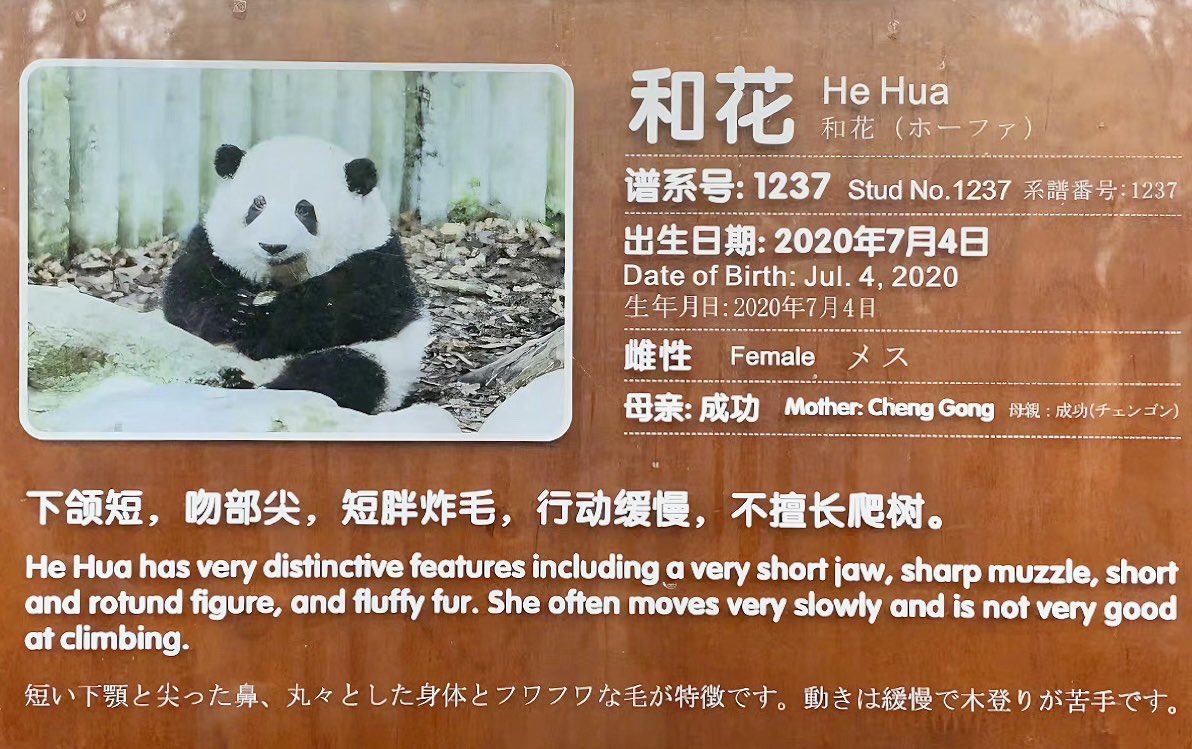 和花 He Hua
和花（ホーファ）
谱系号: 1237 Stud No.1237 系譜番号:1237
出生日期: 2020年7月4日
Date of Birth: Jul. 4, 2020
生年月日:2020年7月4日
雌性 Female メス
母亲: 成功 Mother: Cheng Gong 母親：成功(チェンゴン)
下颌短，吻部尖，短胖炸毛，行动缓慢，不擅长爬树。
He Hua has very distinctive features including a very short jaw, sharp muzzle, short
and rotund figure, and fluffy fur. She often moves very slowly and is not very good
at climbing.
短い下顎と尖った鼻、丸々とした身体とフワフワな毛が特徴です。動きは緩慢で木登りが苦手です。